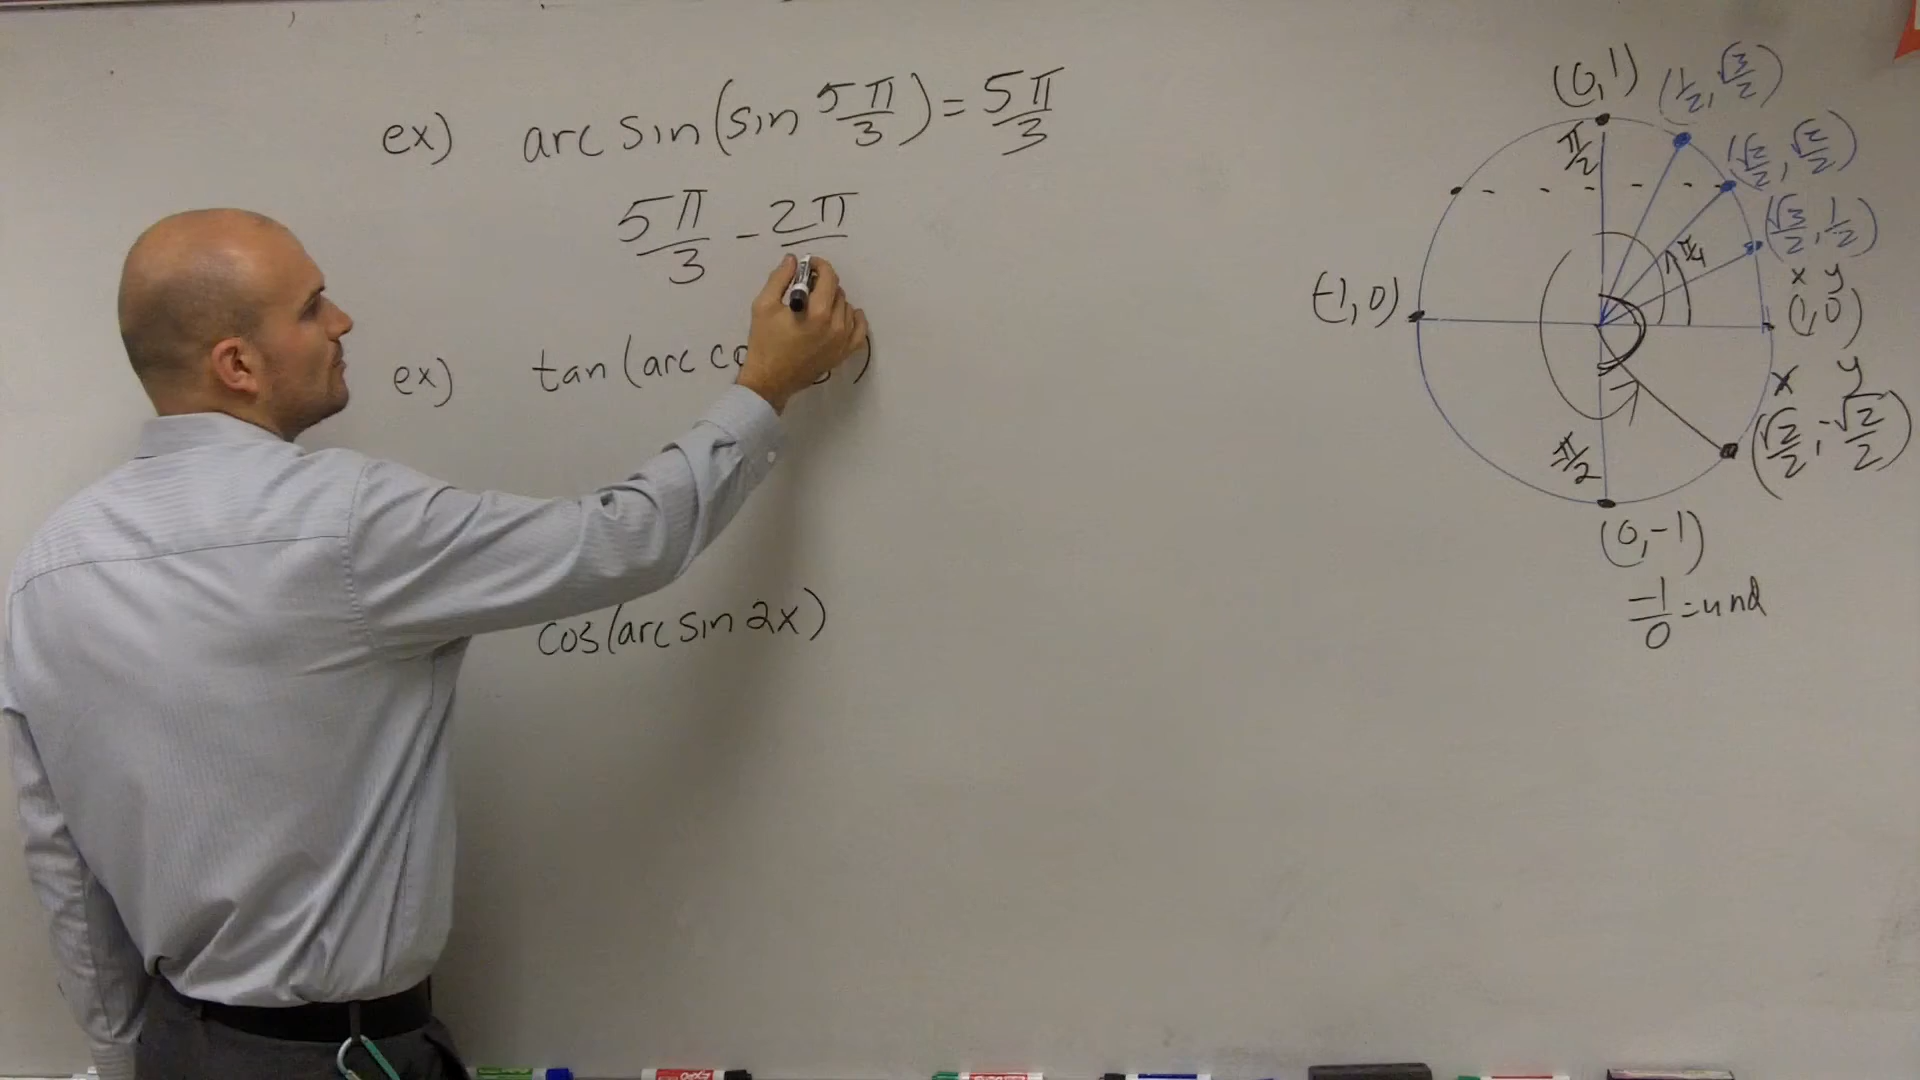 ex) arc sin(sin 5π/3) = 5π/3
5π/3 - 2π
ex) tan(arc co )
cos(arc sin 2x)
(0,1)
(1/2, √3/2)
π/2
(√2/2, √2/2)
(√3/2, 1/2)
π/4
x y
(-1, 0)
(1, 0)
x y
(√2/2, -√2/2)
-π/2
(0,-1)
-1/0 = und
EXPO